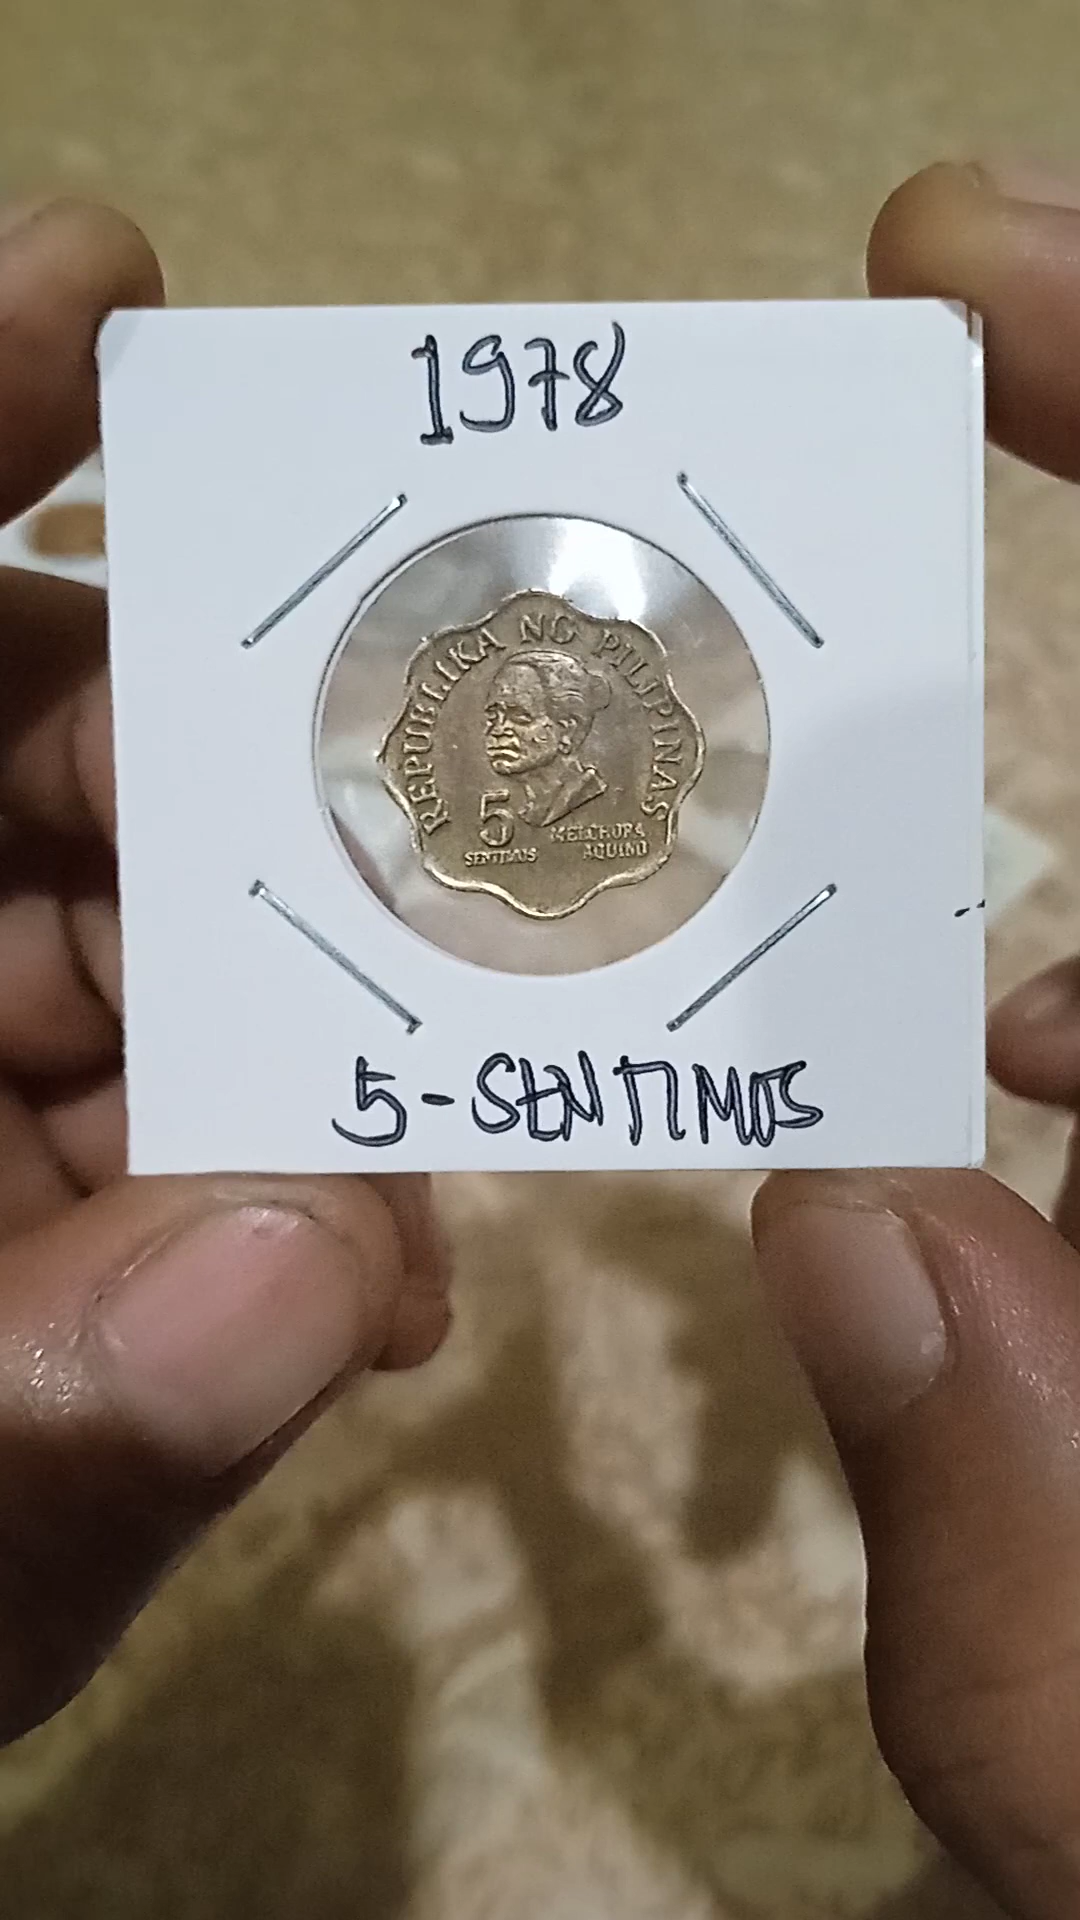 1978
REPUBLIKA NG PILIPINAS
5
SENTIMOS
MELCHORA
AQUINO
5-SENTIMOS